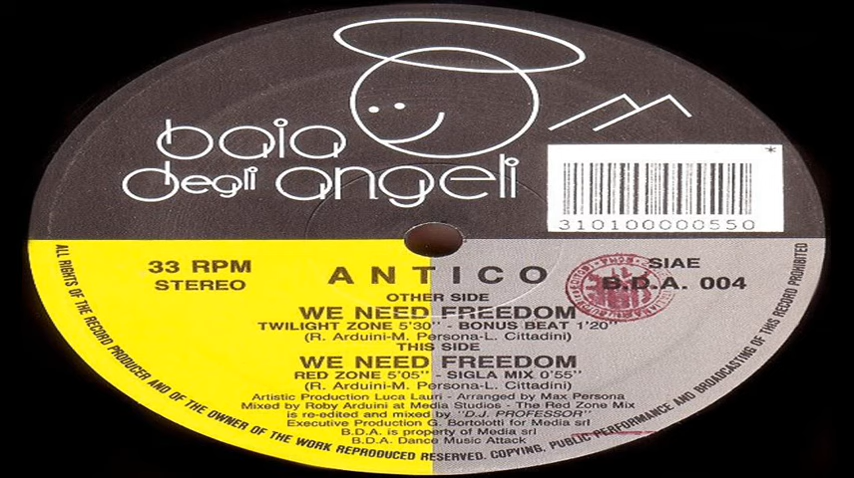 baia
degli angeli
*
310100000550
33 RPM
STEREO
ANTICO
SIAE
B.D.A. 004
OTHER SIDE
WE NEED FREEDOM
TWILIGHT ZONE 5'30" - BONUS BEAT 1'20"
(R. Arduini-M. Persona-L. Cittadini)
THIS SIDE
WE NEED FREEDOM
RED ZONE 5'05" - SIGLA MIX 0'55"
(R. Arduini-M. Persona-L. Cittadini)
Artistic Production Luca Lauri - Arranged by Max Persona
Mixed by Roby Arduini at Media Studios - The Red Zone Mix
is re-edited and mixed by "D.J. PROFESSOR"
Executive Production G. Bortolotti for Media srl
B.D.A. is property of Media srl
B.D.A. Dance Music Attack
ALL RIGHTS OF THE RECORD PRODUCER AND OF THE OWNER OF THE WORK REPRODUCED RESERVED. COPYING, PUBLIC PERFORMANCE AND BROADCASTING OF THIS RECORD PROHIBITED